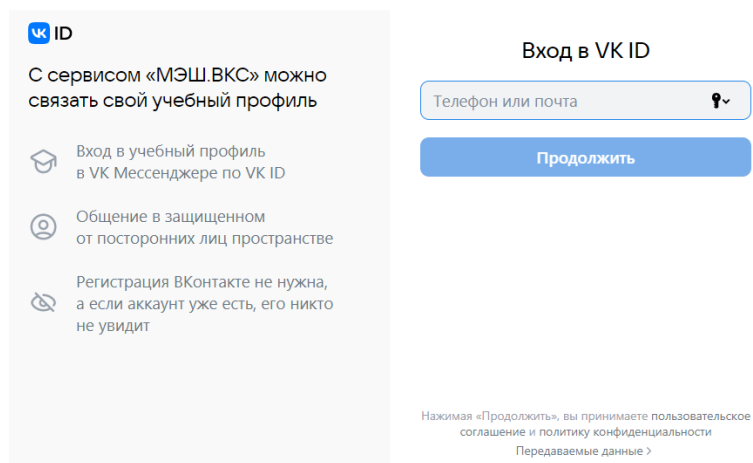 VK ID
С сервисом «МЭШ.ВКС» можно
связать свой учебный профиль
Вход в учебный профиль
в VK Мессенджере по VK ID
Общение в защищенном
от посторонних лиц пространстве
Регистрация ВКонтакте не нужна,
а если аккаунт уже есть, его никто
не увидит
Вход в VK ID
Телефон или почта
Продолжить
Нажимая «Продолжить», вы принимаете пользовательское
соглашение и политику конфиденциальности
Передаваемые данные >